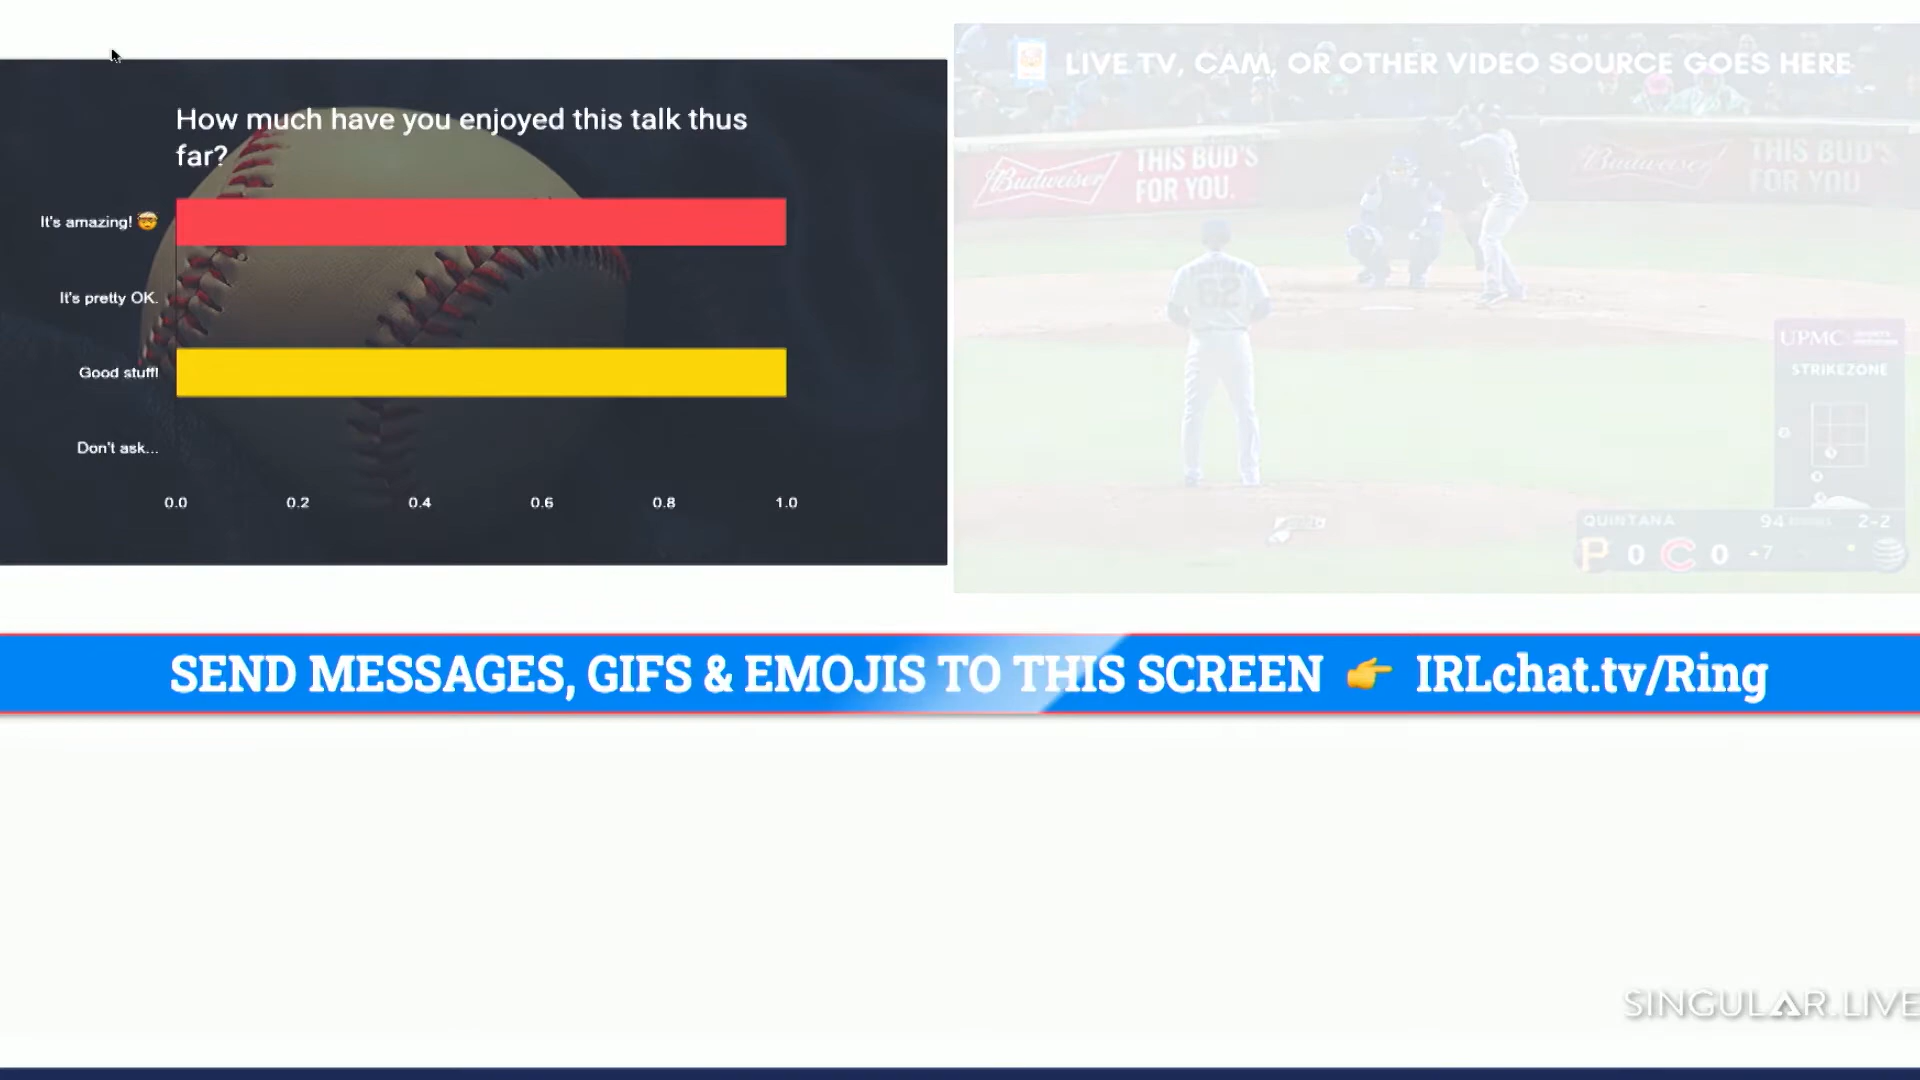 How much have you enjoyed this talk thus
far?
It's amazing! 🤯
It's pretty OK.
Good stuff!
Don't ask...
0.0 0.2 0.4 0.6 0.8 1.0
LIVE TV, CAM, OR OTHER VIDEO SOURCE GOES HERE
Budweiser
THIS BUD'S
FOR YOU.
Budweiser
THIS BUD'S
FOR YOU
62
UPMC
STRIKEZONE
QUINTANA 94 2-2
P 0 C 0
SEND MESSAGES, GIFS & EMOJIS TO THIS SCREEN 👉 IRLchat.tv/Ring
SINGULAR.LIVE